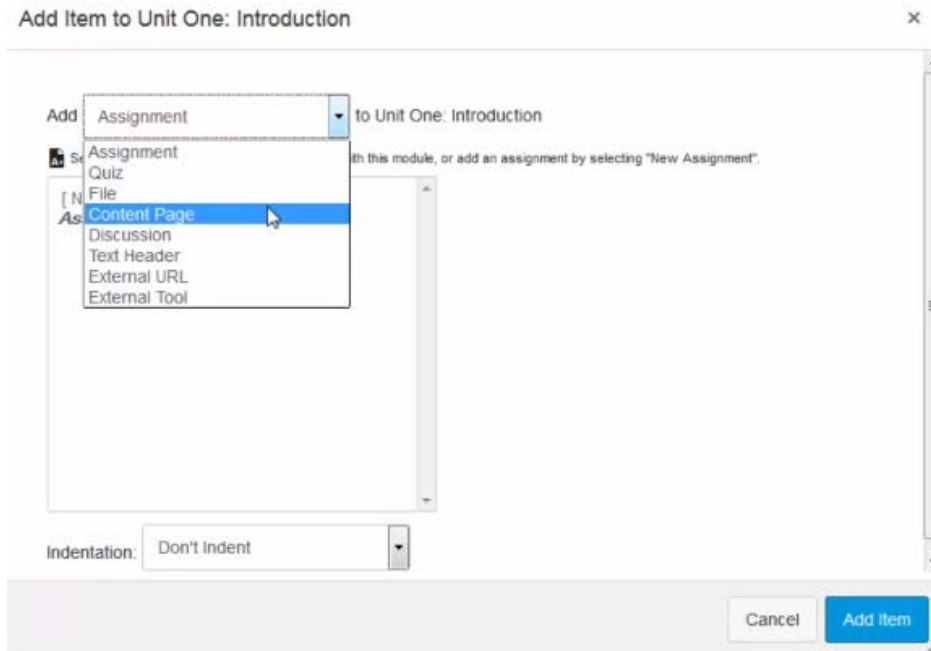 Add Item to Unit One: Introduction ×
Add Assignment to Unit One: Introduction
Assignment
Quiz
File
Content Page
Discussion
Text Header
External URL
External Tool
ith this module, or add an assignment by selecting "New Assignment".
Indentation: Don't Indent
Cancel Add Item